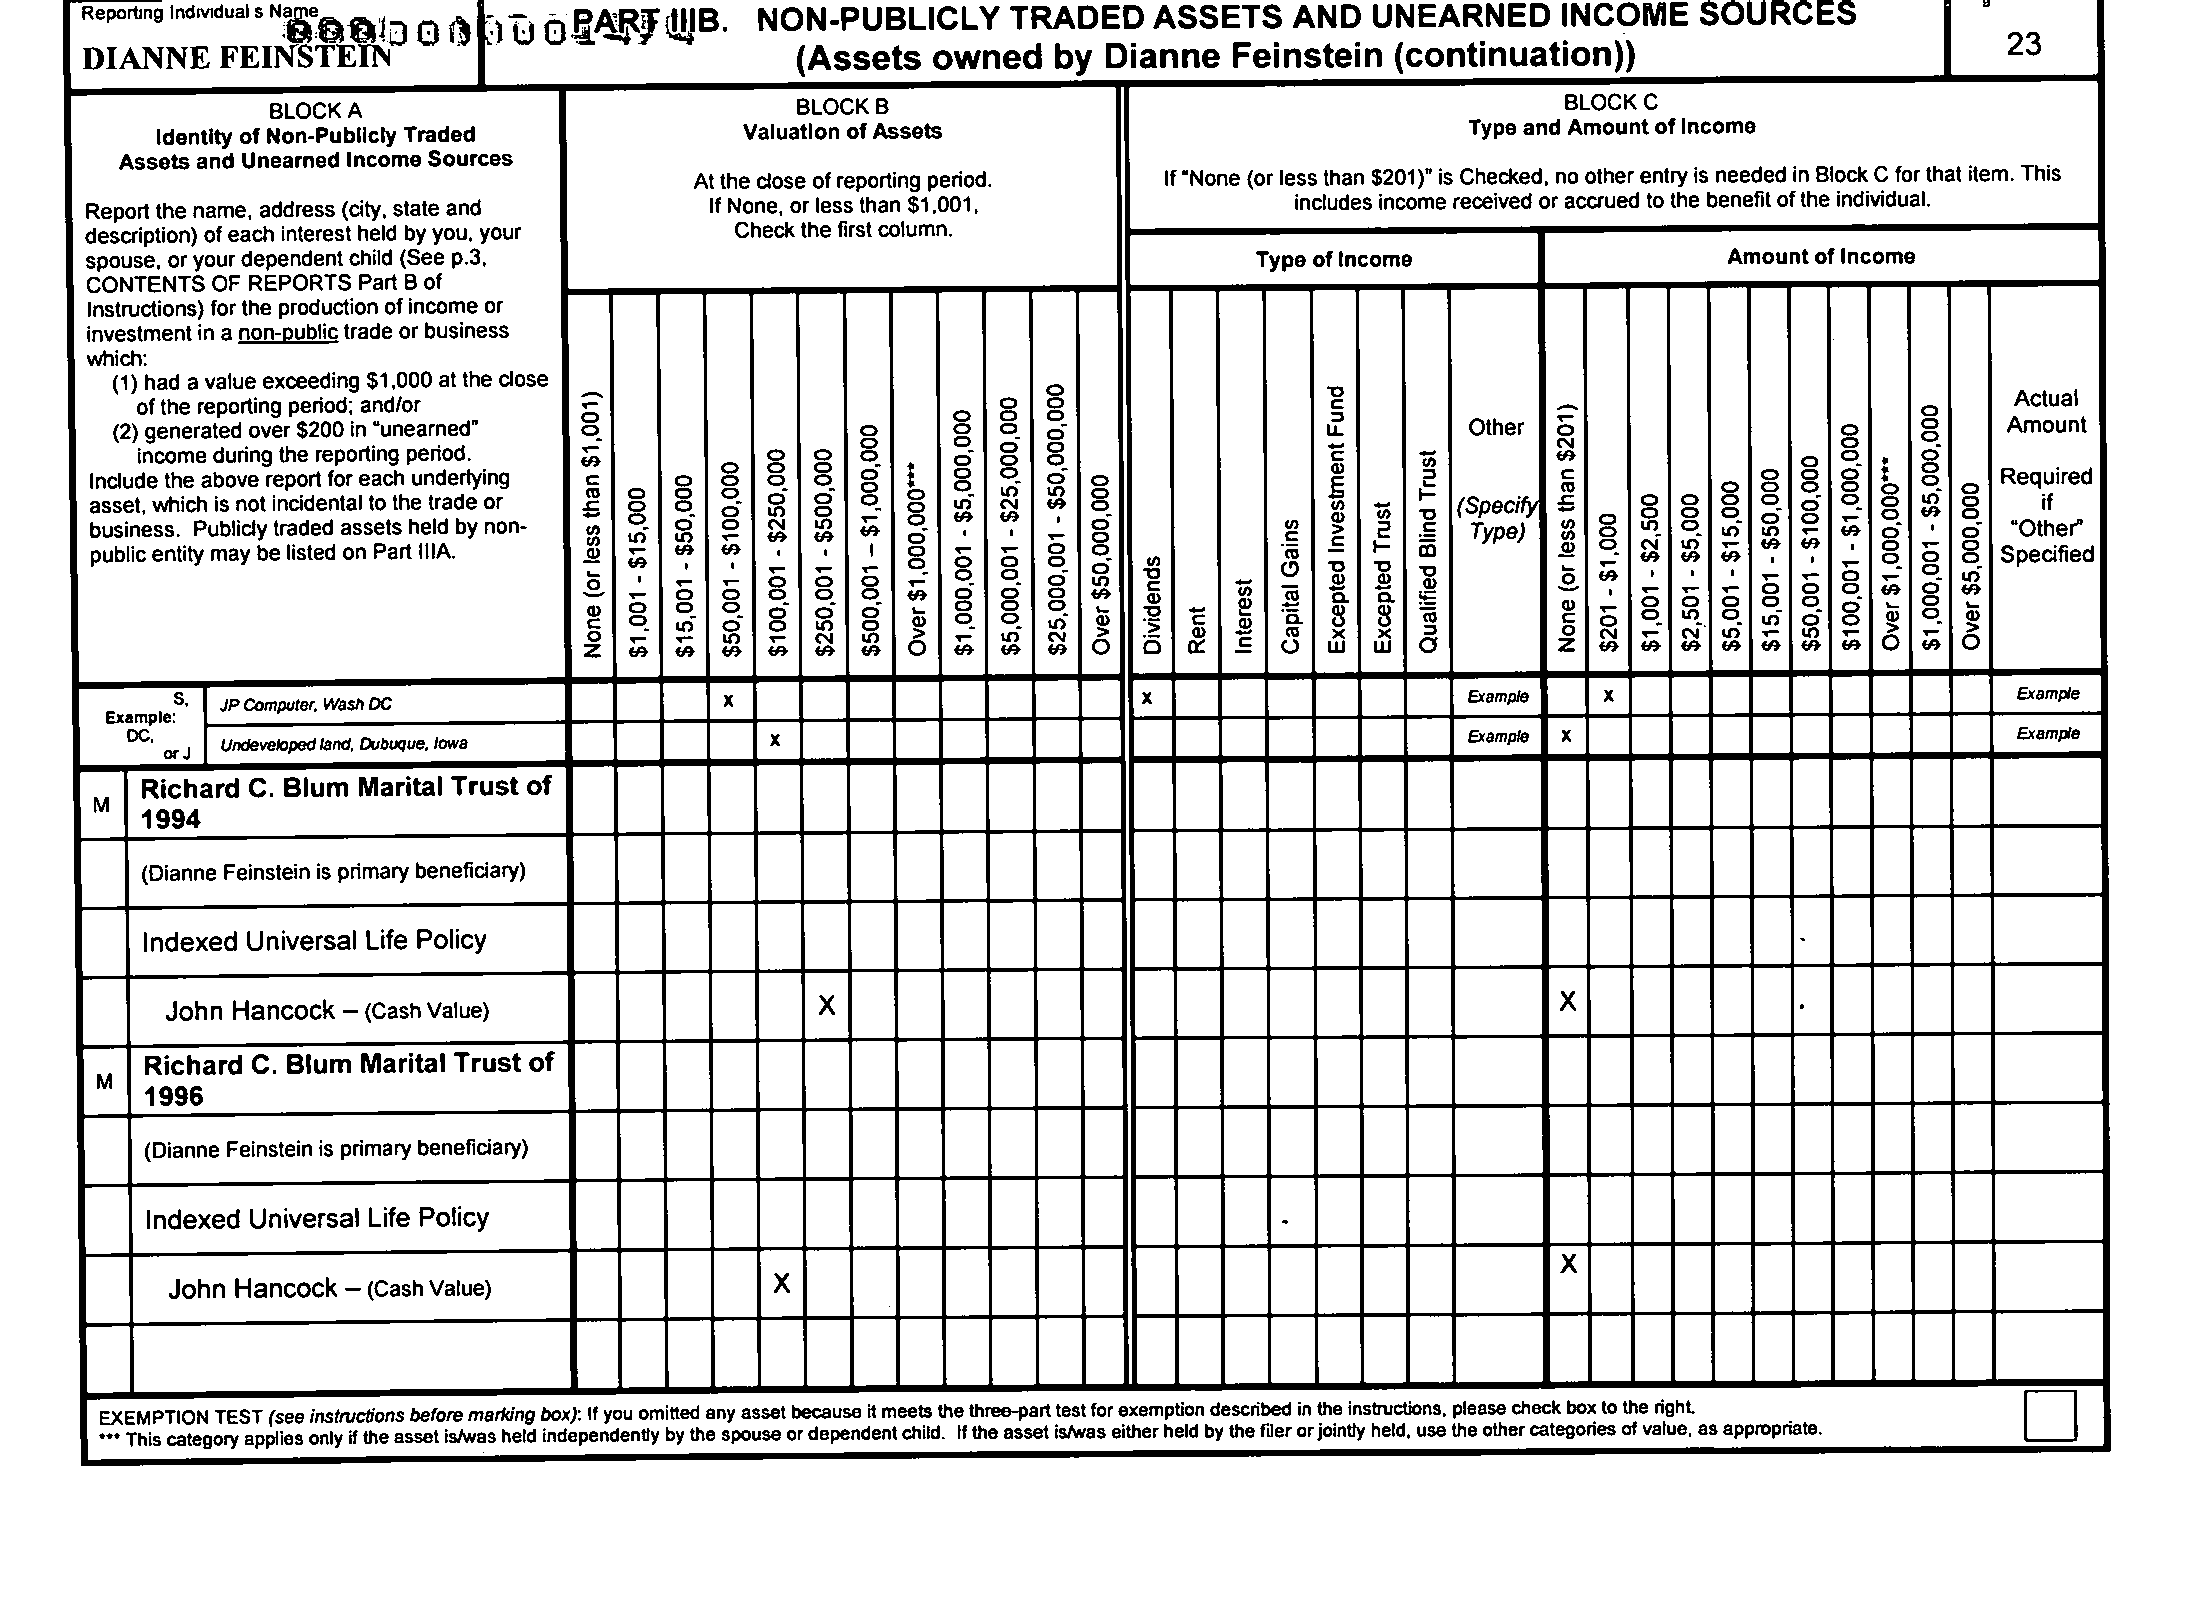 Reporting Individual s Name
DIANNE FEINSTEIN
PART IIIB. NON-PUBLICLY TRADED ASSETS AND UNEARNED INCOME SOURCES
(Assets owned by Dianne Feinstein (continuation))
23
BLOCK A
Identity of Non-Publicly Traded
Assets and Unearned Income Sources
Report the name, address (city, state and
description) of each interest held by you, your
spouse, or your dependent child (See p.3,
CONTENTS OF REPORTS Part B of
Instructions) for the production of income or
investment in a non-public trade or business
which:
(1) had a value exceeding $1,000 at the close
of the reporting period; and/or
(2) generated over $200 in "unearned"
income during the reporting period.
Include the above report for each underlying
asset, which is not incidental to the trade or
business. Publicly traded assets held by non-
public entity may be listed on Part IIIA.
BLOCK B
Valuation of Assets
At the close of reporting period.
If None, or less than $1,001,
Check the first column.
None (or less than $1,001)
$1,001 - $15,000
$15,001 - $50,000
$50,001 - $100,000
$100,001 - $250,000
$250,001 - $500,000
$500,001 – $1,000,000
Over $1,000,000***
$1,000,001 - $5,000,000
$5,000,001 - $25,000,000
$25,000,001 - $50,000,000
Over $50,000,000
BLOCK C
Type and Amount of Income
If "None (or less than $201)" is Checked, no other entry is needed in Block C for that item. This
includes income received or accrued to the benefit of the individual.
Type of Income
Amount of Income
Dividends
Rent
Interest
Capital Gains
Excepted Investment Fund
Excepted Trust
Qualified Blind Trust
Other
(Specify
Type)
None (or less than $201)
$201 - $1,000
$1,001 - $2,500
$2,501 - $5,000
$5,001 - $15,000
$15,001 - $50,000
$50,001 - $100,000
$100,001 - $1,000,000
Over $1,000,000***
$1,000,001 - $5,000,000
Over $5,000,000
Actual
Amount
Required
if
"Other"
Specified
S,
Example:
DC,
or J
JP Computer, Wash DC X X Example X Example
Undeveloped land, Dubuque, Iowa X Example X Example
M Richard C. Blum Marital Trust of
1994
(Dianne Feinstein is primary beneficiary)
Indexed Universal Life Policy
John Hancock – (Cash Value) X X
M Richard C. Blum Marital Trust of
1996
(Dianne Feinstein is primary beneficiary)
Indexed Universal Life Policy
John Hancock – (Cash Value) X X
EXEMPTION TEST (see instructions before marking box): If you omitted any asset because it meets the three-part test for exemption described in the instructions, please check box to the right.
*** This category applies only if the asset is/was held independently by the spouse or dependent child. If the asset is/was either held by the filer or jointly held, use the other categories of value, as appropriate.